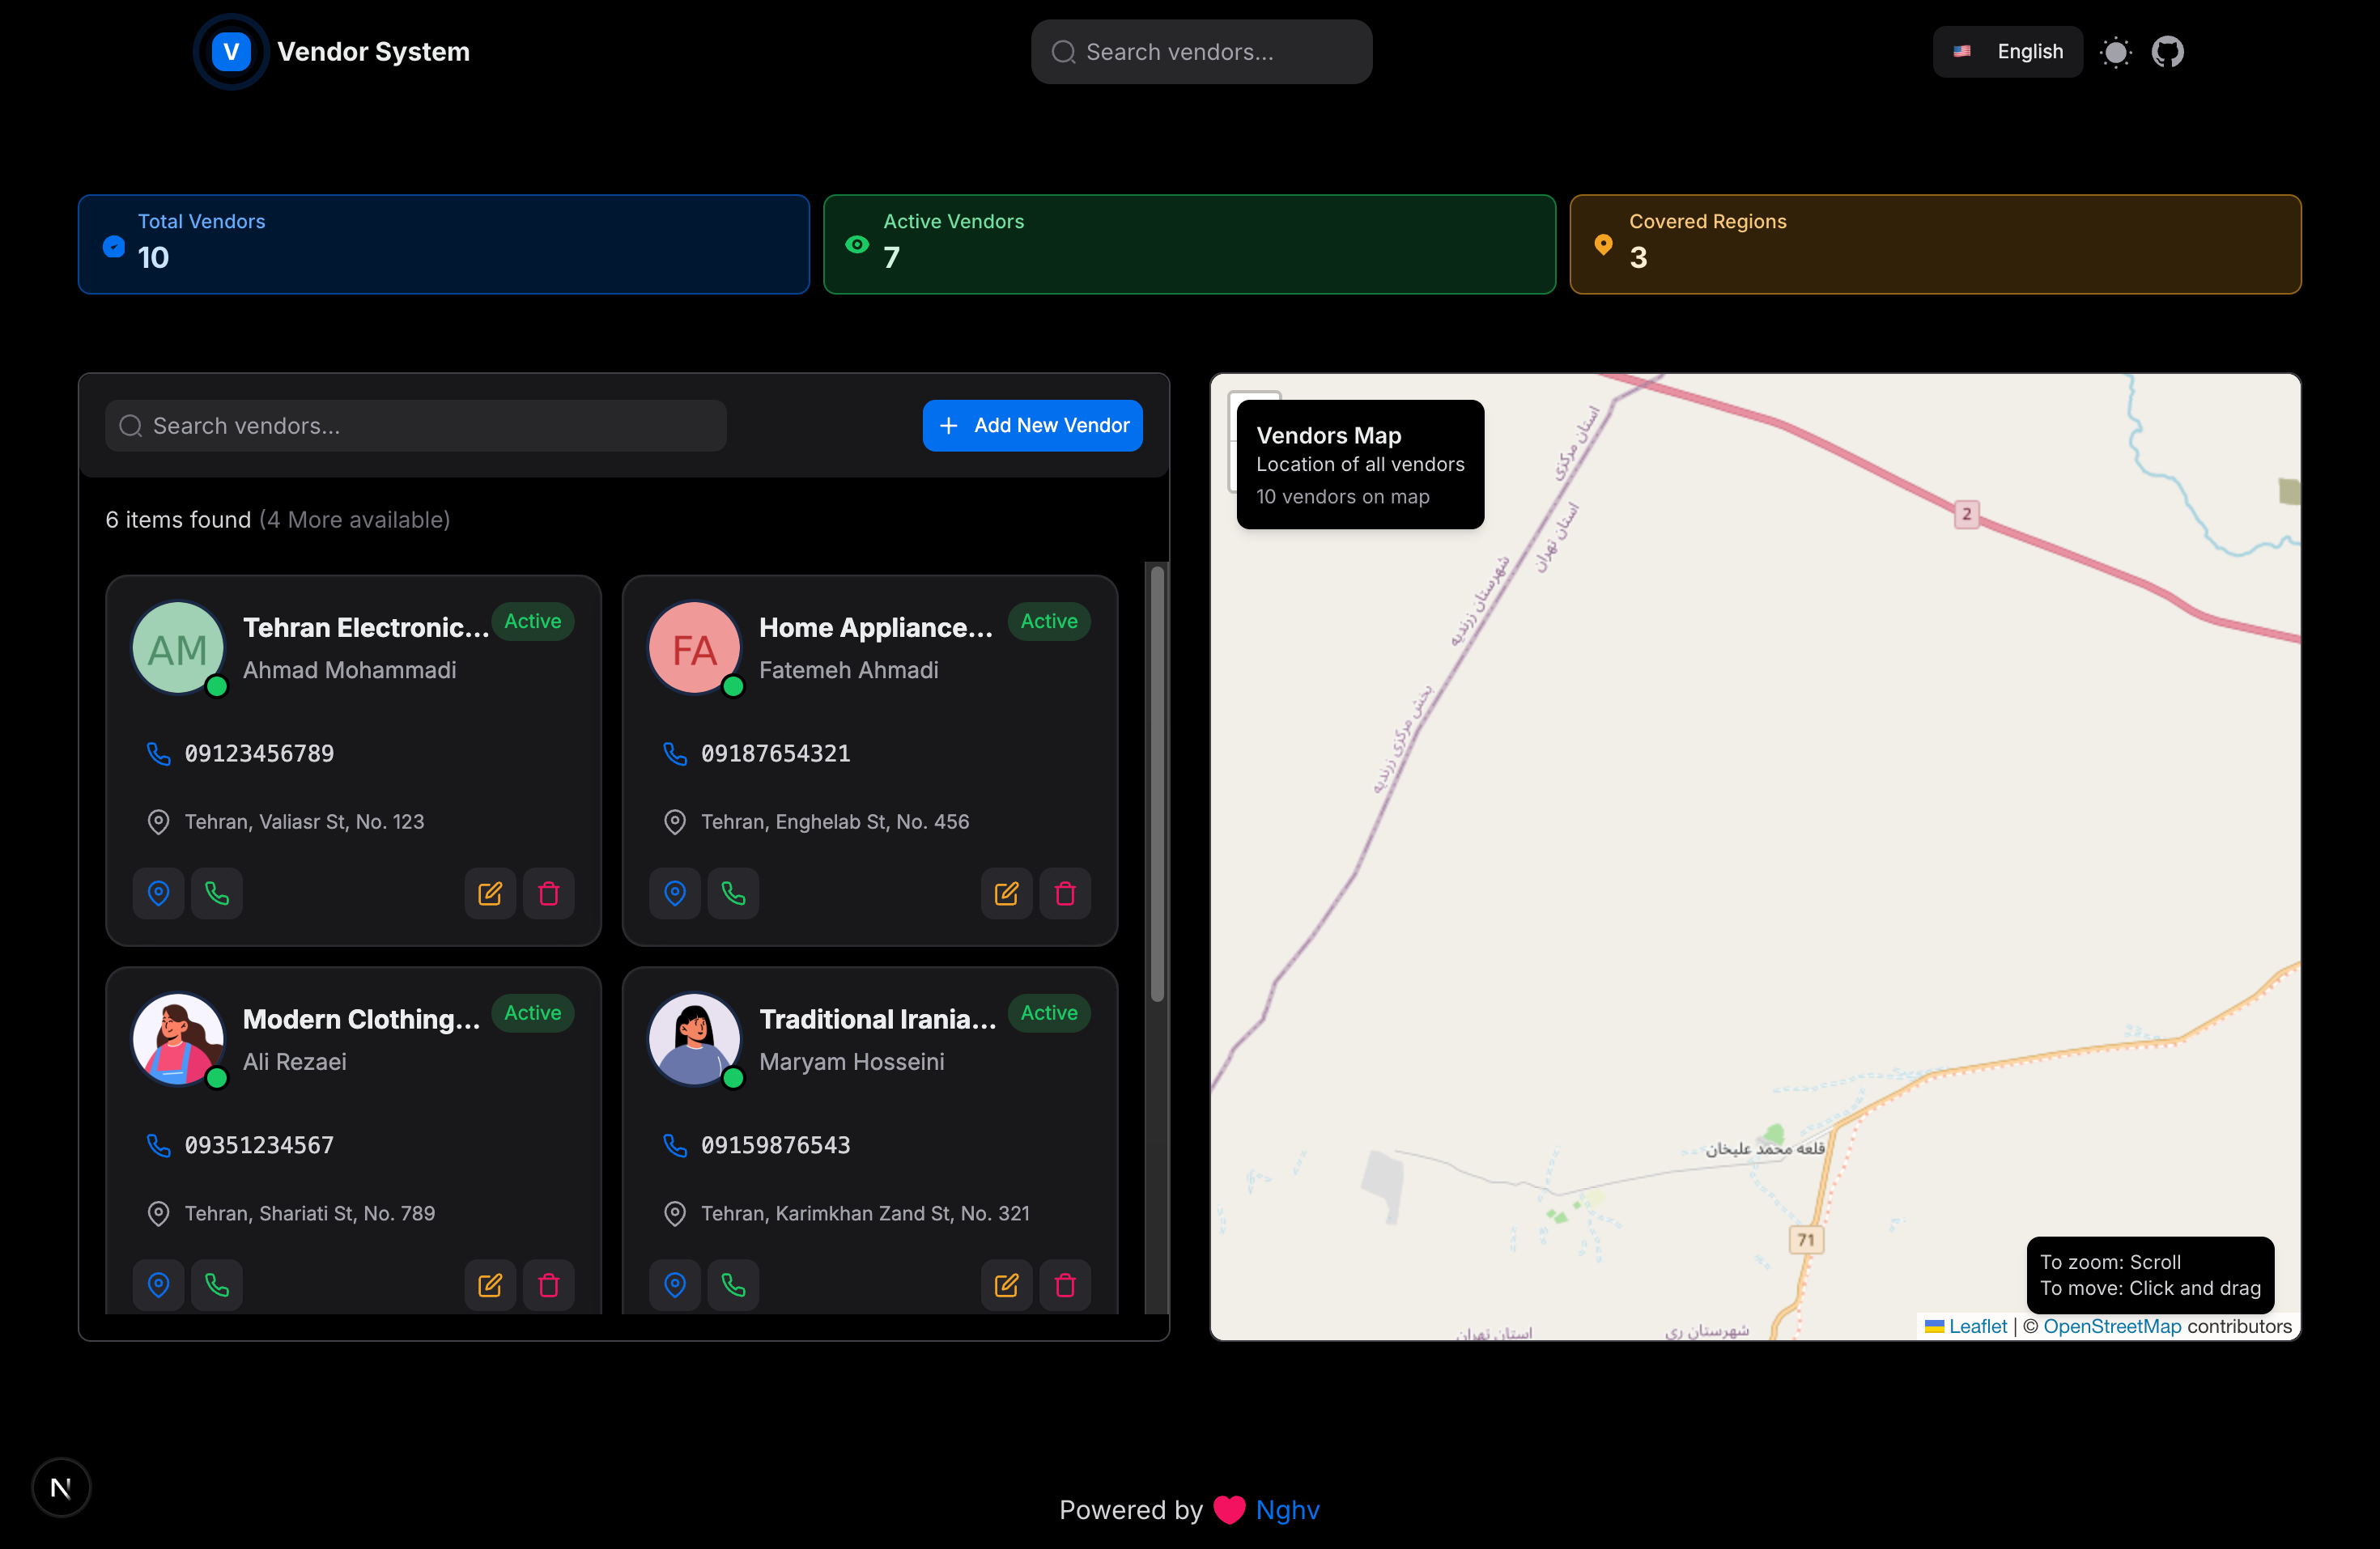 V
Vendor System
Search vendors...
English
Total Vendors
10
Active Vendors
7
Covered Regions
3
Search vendors...
Add New Vendor
6 items found (4 More available)
AM
Tehran Electronic...
Active
Ahmad Mohammadi
09123456789
Tehran, Valiasr St, No. 123
FA
Home Appliance...
Active
Fatemeh Ahmadi
09187654321
Tehran, Enghelab St, No. 456
Modern Clothing...
Active
Ali Rezaei
09351234567
Tehran, Shariati St, No. 789
Traditional Irania...
Active
Maryam Hosseini
09159876543
Tehran, Karimkhan Zand St, No. 321
Vendors Map
Location of all vendors
10 vendors on map
استان مرکزی
استان تهران
2
شهرستان زرندیه
بخش مرکزی زرندیه
قلعه محمد علیخان
71
استان تهران
شهرستان ری
To zoom: Scroll
To move: Click and drag
Leaflet | © OpenStreetMap contributors
N
Powered by Nghv